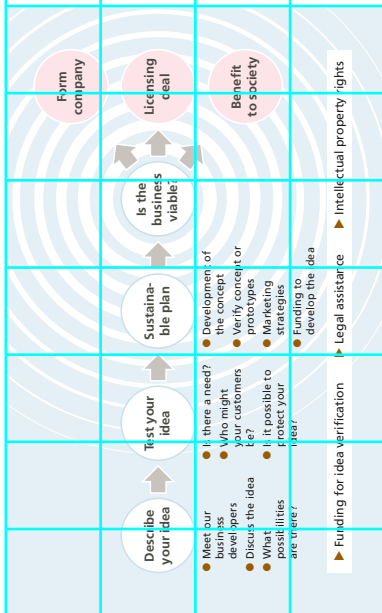 Describe
your idea
Test your
idea
Sustaina-
ble plan
Is the
business
viable?
Form
company
Licensing
deal
Benefit
to society
Meet our
business
developers
Discuss the idea
What
possibilities
are there?
Is there a need?
Who might
your customers
be?
Is it possible to
protect your
idea?
Development of
the concept
Verify concept or
prototypes
Marketing
strategies
Funding to
develop the idea
Funding for idea verification
Legal assistance
Intellectual property rights